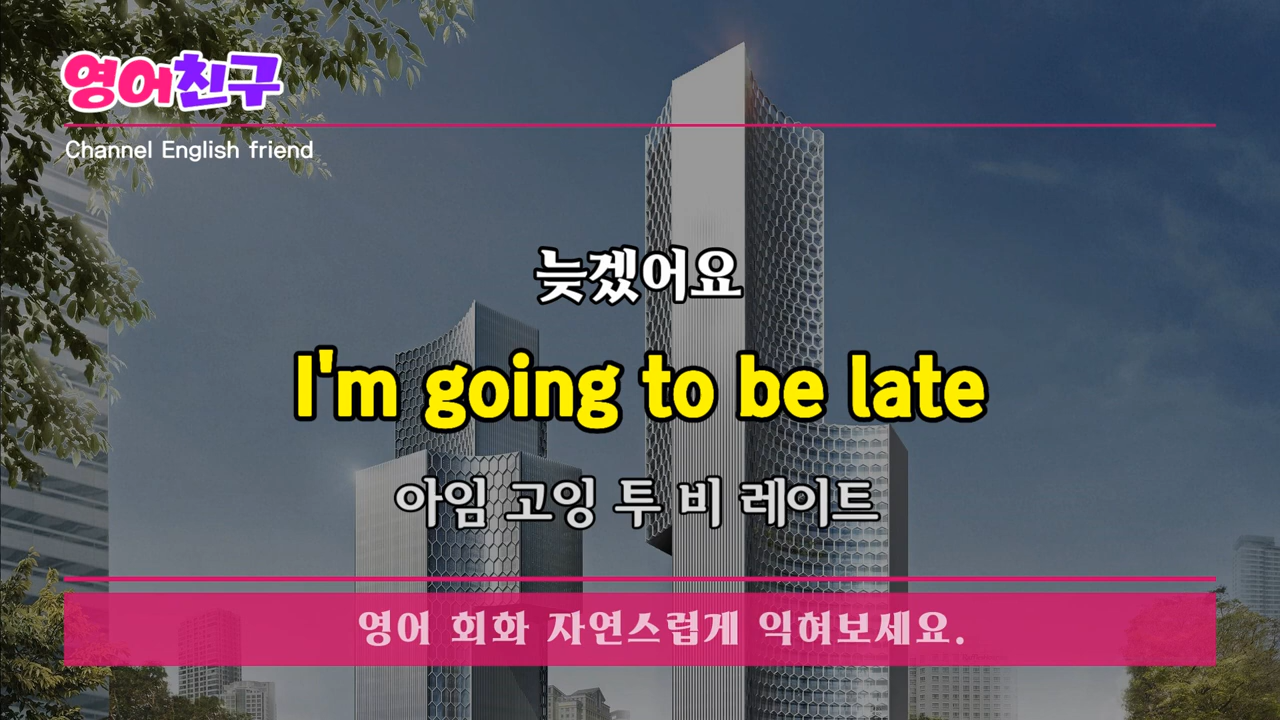 영어친구
Channel English friend
늦겠어요
I'm going to be late
아임 고잉 투 비 레이트
영어 회화 자연스럽게 익혀보세요.